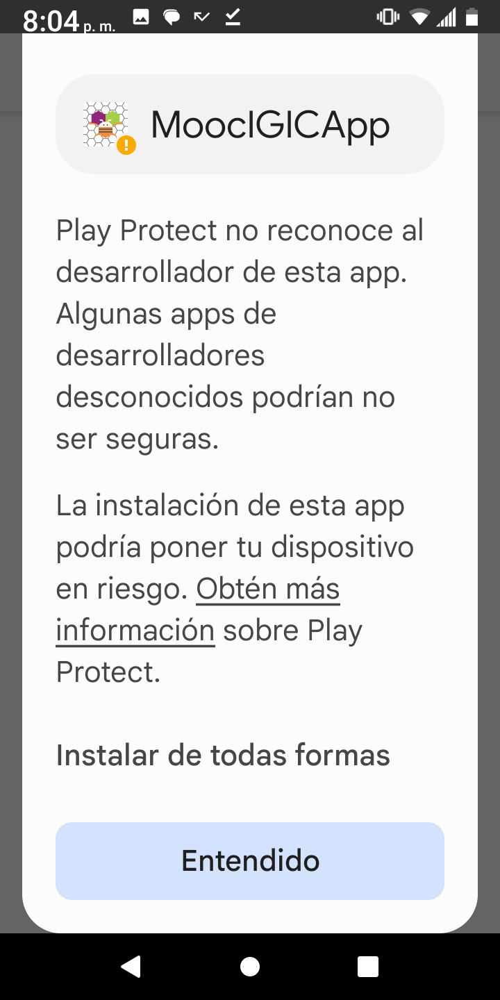 8:04 p. m.
MoocIGICApp
Play Protect no reconoce al
desarrollador de esta app.
Algunas apps de
desarrolladores
desconocidos podrían no
ser seguras.
La instalación de esta app
podría poner tu dispositivo
en riesgo. Obtén más
información sobre Play
Protect.
Instalar de todas formas
Entendido